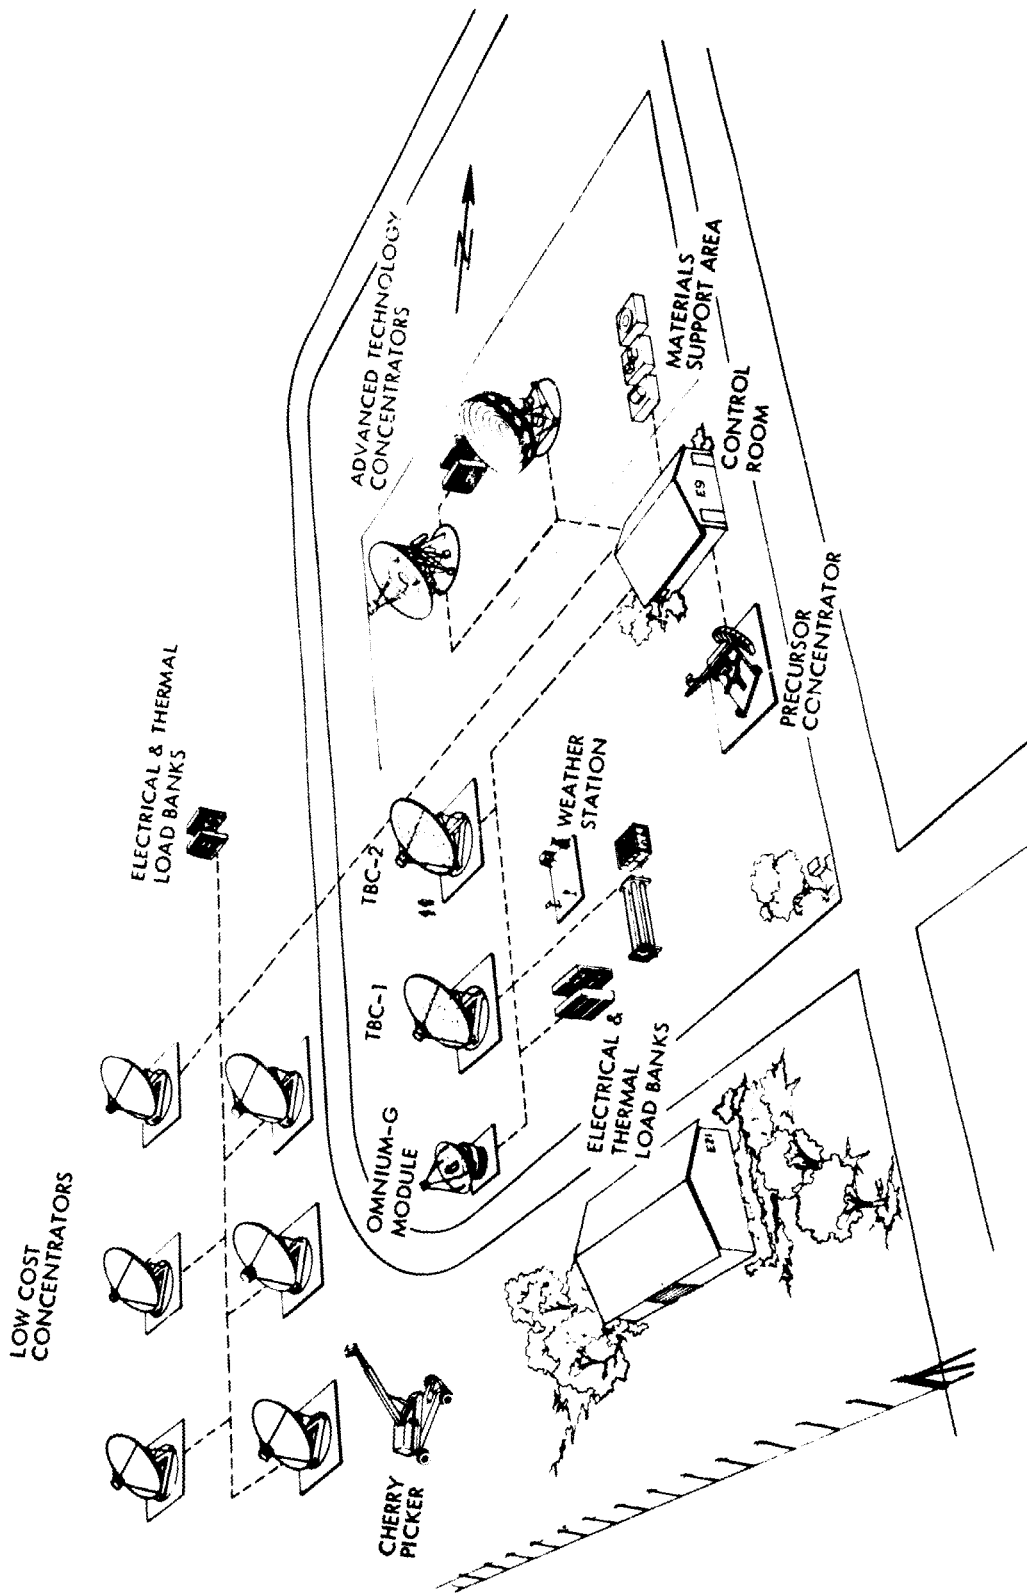 LOW COST
CONCENTRATORS
ELECTRICAL & THERMAL
LOAD BANKS
ADVANCED TECHNOLOGY
CONCENTRATORS
N
OMNIUM-G
MODULE
TBC-1
TBC-2
CHERRY
PICKER
WEATHER
STATION
ELECTRICAL &
THERMAL
LOAD BANKS
MATERIALS
SUPPORT AREA
CONTROL
ROOM
E9
PRECURSOR
CONCENTRATOR
E21